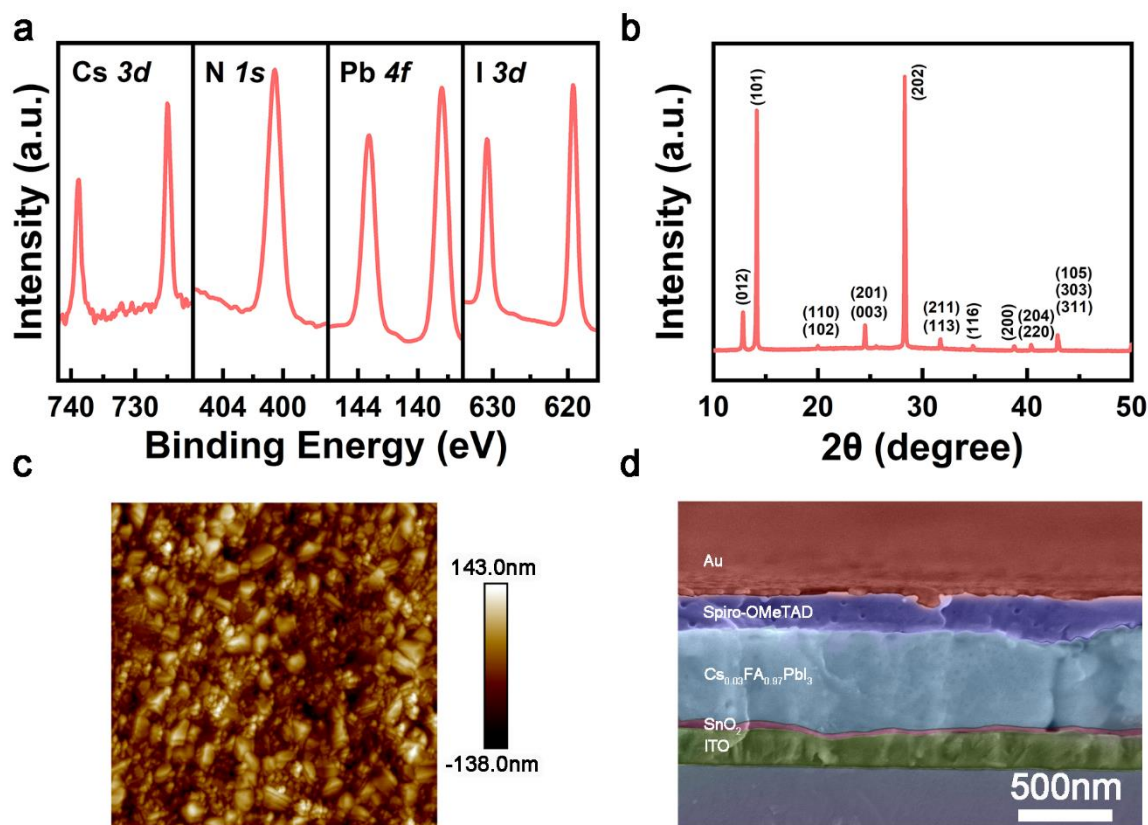 a
Cs 3d
N 1s
Pb 4f
I 3d
Intensity (a.u.)
740 730 404 400 144 140 630 620
Binding Energy (eV)
b
Intensity (a.u.)
(012)
(101)
(110)
(102)
(201)
(003)
(202)
(211)
(113)
(116)
(200)
(204)
(220)
(105)
(303)
(311)
10 20 30 40 50
2θ (degree)
c
143.0nm
-138.0nm
d
Au
Spiro-OMeTAD
Cs₀.₀₃FA₀.₉₇PbI₃
SnO₂
ITO
500nm